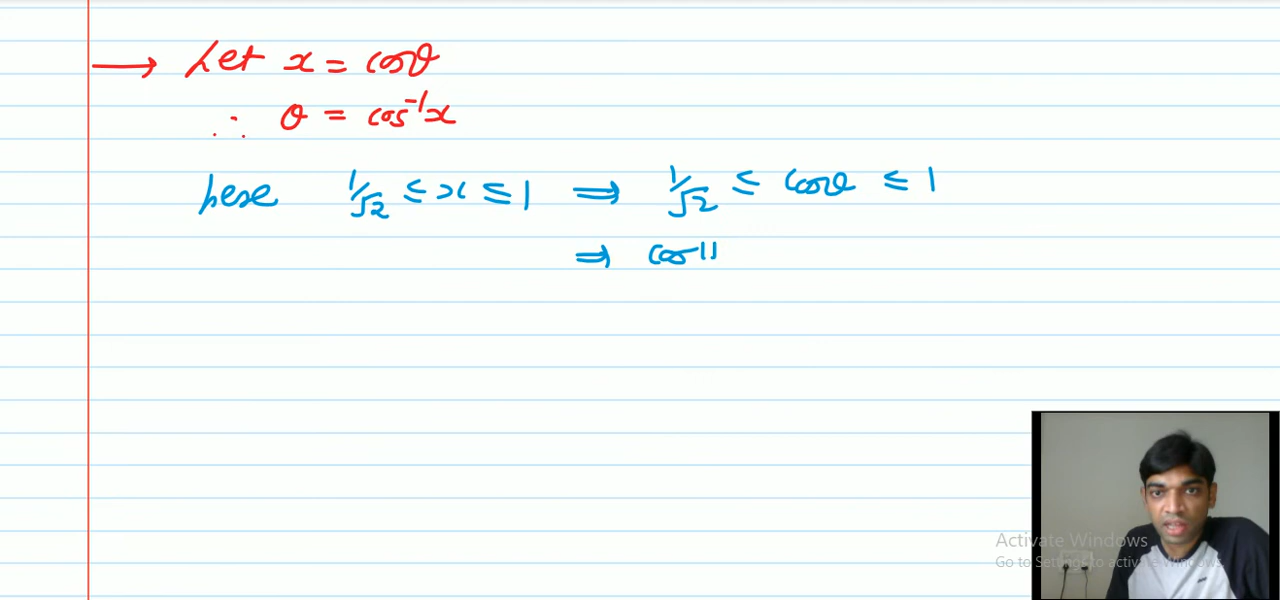 → Let x = cosθ
∴ θ = cos⁻¹x
here 1/√2 ≤ x ≤ 1 ⇒ 1/√2 ≤ cosθ ≤ 1
⇒ cos
Activate Windows
Go to Settings to activate Windows.